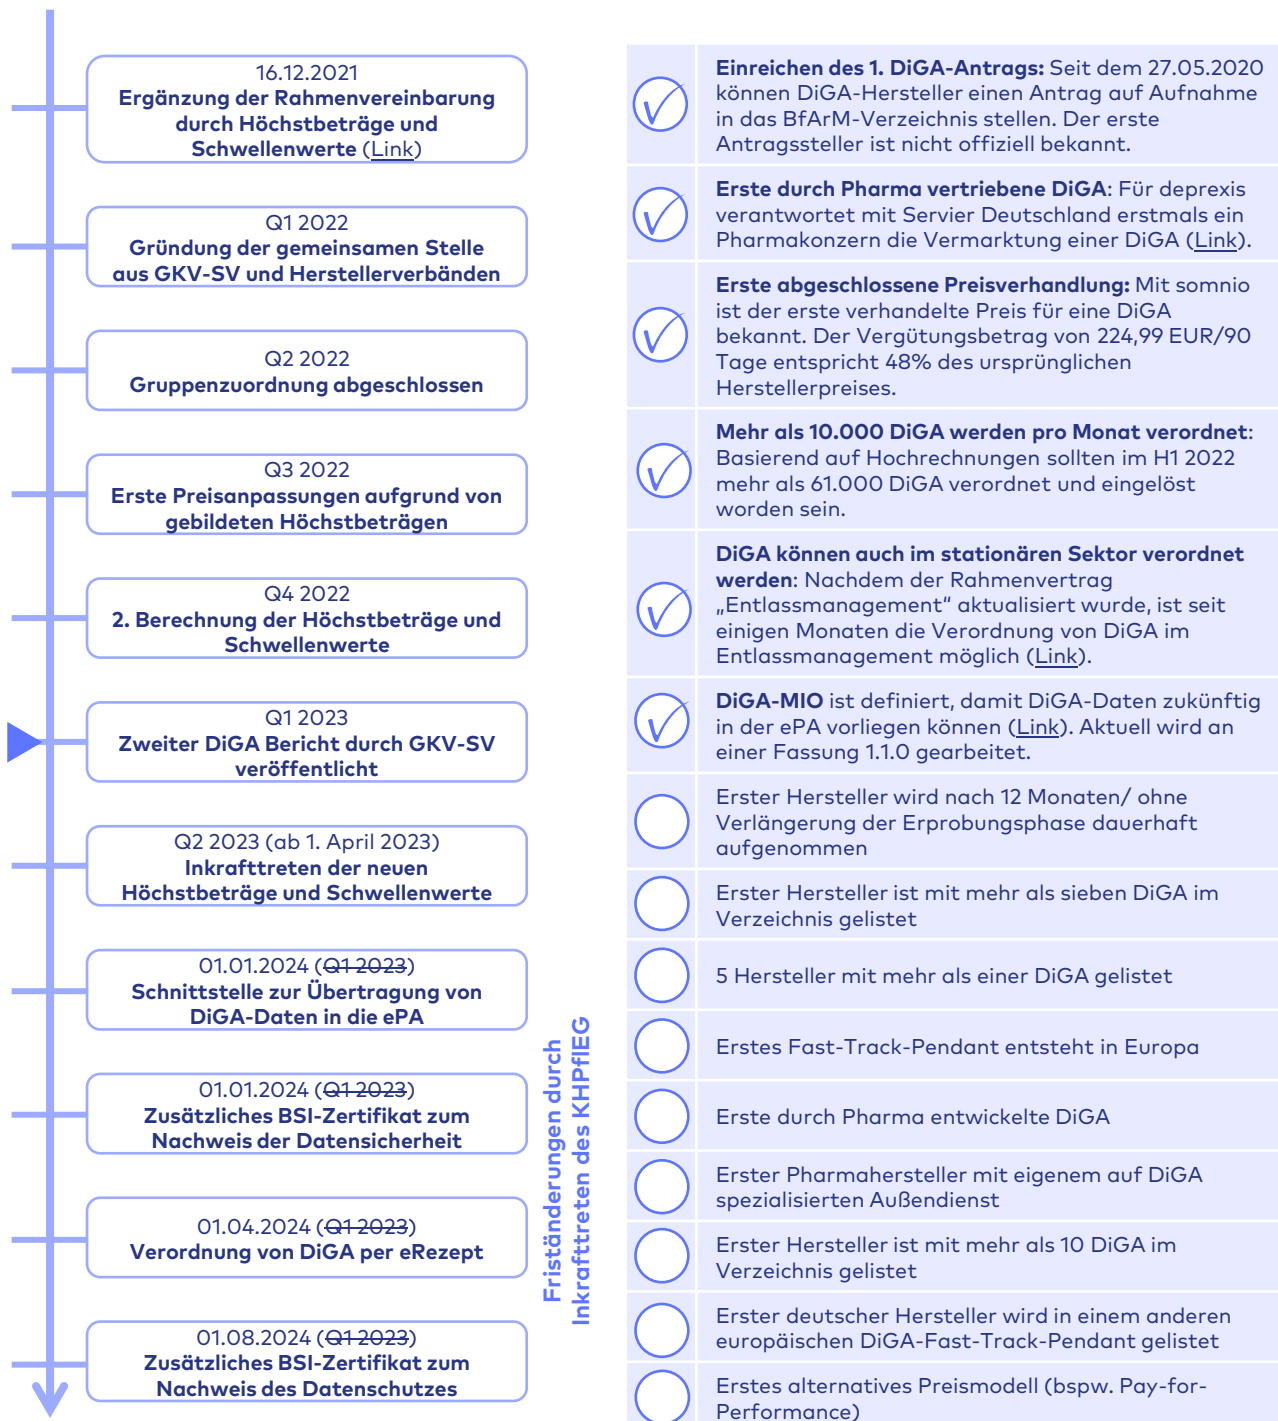 16.12.2021
Ergänzung der Rahmenvereinbarung
durch Höchstbeträge und
Schwellenwerte (Link)
Q1 2022
Gründung der gemeinsamen Stelle
aus GKV-SV und Herstellerverbänden
Q2 2022
Gruppenzuordnung abgeschlossen
Q3 2022
Erste Preisanpassungen aufgrund von
gebildeten Höchstbeträgen
Q4 2022
2. Berechnung der Höchstbeträge und
Schwellenwerte
Q1 2023
Zweiter DiGA Bericht durch GKV-SV
veröffentlicht
Q2 2023 (ab 1. April 2023)
Inkrafttreten der neuen
Höchstbeträge und Schwellenwerte
01.01.2024 (Q1 2023)
Schnittstelle zur Übertragung von
DiGA-Daten in die ePA
01.01.2024 (Q1 2023)
Zusätzliches BSI-Zertifikat zum
Nachweis der Datensicherheit
01.04.2024 (Q1 2023)
Verordnung von DiGA per eRezept
01.08.2024 (Q1 2023)
Zusätzliches BSI-Zertifikat zum
Nachweis des Datenschutzes
Friständerungen durch
Inkrafttreten des KHPflEG
Einreichen des 1. DiGA-Antrags: Seit dem 27.05.2020
können DiGA-Hersteller einen Antrag auf Aufnahme
in das BfArM-Verzeichnis stellen. Der erste
Antragssteller ist nicht offiziell bekannt.
Erste durch Pharma vertriebene DiGA: Für deprexis
verantwortet mit Servier Deutschland erstmals ein
Pharmakonzern die Vermarktung einer DiGA (Link).
Erste abgeschlossene Preisverhandlung: Mit somnio
ist der erste verhandelte Preis für eine DiGA
bekannt. Der Vergütungsbetrag von 224,99 EUR/90
Tage entspricht 48% des ursprünglichen
Herstellerpreises.
Mehr als 10.000 DiGA werden pro Monat verordnet:
Basierend auf Hochrechnungen sollten im H1 2022
mehr als 61.000 DiGA verordnet und eingelöst
worden sein.
DiGA können auch im stationären Sektor verordnet
werden: Nachdem der Rahmenvertrag
„Entlassmanagement“ aktualisiert wurde, ist seit
einigen Monaten die Verordnung von DiGA im
Entlassmanagement möglich (Link).
DiGA-MIO ist definiert, damit DiGA-Daten zukünftig
in der ePA vorliegen können (Link). Aktuell wird an
einer Fassung 1.1.0 gearbeitet.
Erster Hersteller wird nach 12 Monaten/ ohne
Verlängerung der Erprobungsphase dauerhaft
aufgenommen
Erster Hersteller ist mit mehr als sieben DiGA im
Verzeichnis gelistet
5 Hersteller mit mehr als einer DiGA gelistet
Erstes Fast-Track-Pendant entsteht in Europa
Erste durch Pharma entwickelte DiGA
Erster Pharmahersteller mit eigenem auf DiGA
spezialisierten Außendienst
Erster Hersteller ist mit mehr als 10 DiGA im
Verzeichnis gelistet
Erster deutscher Hersteller wird in einem anderen
europäischen DiGA-Fast-Track-Pendant gelistet
Erstes alternatives Preismodell (bspw. Pay-for-
Performance)